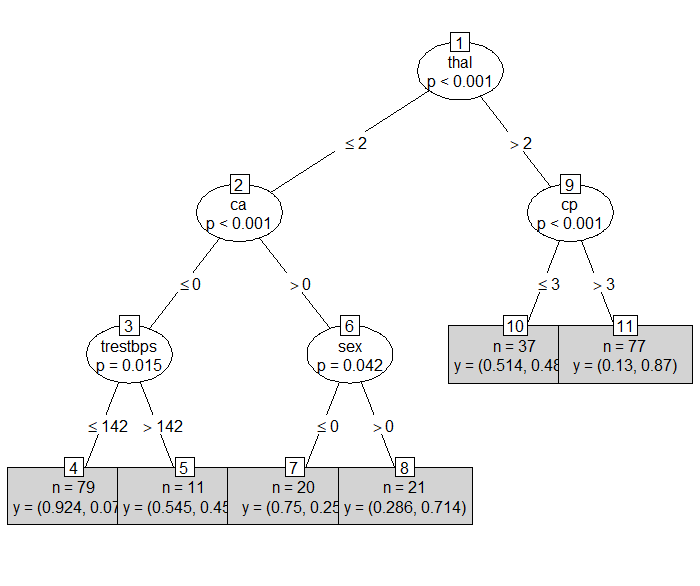 1
thal
p < 0.001
≤ 2
> 2
2
ca
p < 0.001
9
cp
p < 0.001
≤ 0
> 0
≤ 3
> 3
3
trestbps
p = 0.015
6
sex
p = 0.042
10
n = 37
y = (0.514, 0.48
11
n = 77
y = (0.13, 0.87)
≤ 142
> 142
≤ 0
> 0
4
n = 79
y = (0.924, 0.07
5
n = 11
y = (0.545, 0.45
7
n = 20
y = (0.75, 0.25
8
n = 21
y = (0.286, 0.714)